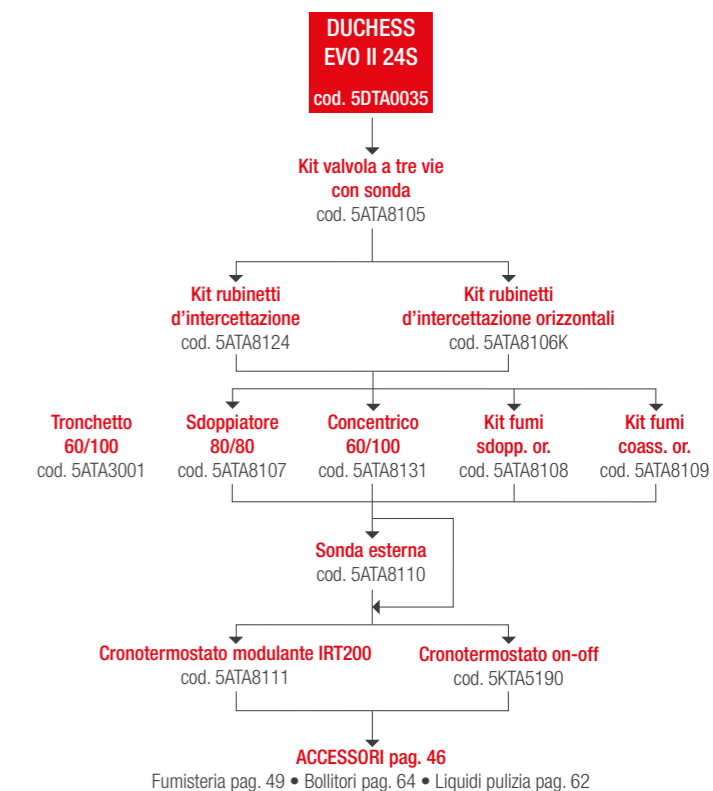 DUCHESS
EVO II 24S
cod. 5DTA0035
Kit valvola a tre vie
con sonda
cod. 5ATA8105
Kit rubinetti
d'intercettazione
cod. 5ATA8124
Kit rubinetti
d'intercettazione orizzontali
cod. 5ATA8106K
Tronchetto
60/100
cod. 5ATA3001
Sdoppiatore
80/80
cod. 5ATA8107
Concentrico
60/100
cod. 5ATA8131
Kit fumi
sdopp. or.
cod. 5ATA8108
Kit fumi
coass. or.
cod. 5ATA8109
Sonda esterna
cod. 5ATA8110
Cronotermostato modulante IRT200
cod. 5ATA8111
Cronotermostato on-off
cod. 5KTA5190
ACCESSORI pag. 46
Fumisteria pag. 49 • Bollitori pag. 64 • Liquidi pulizia pag. 62